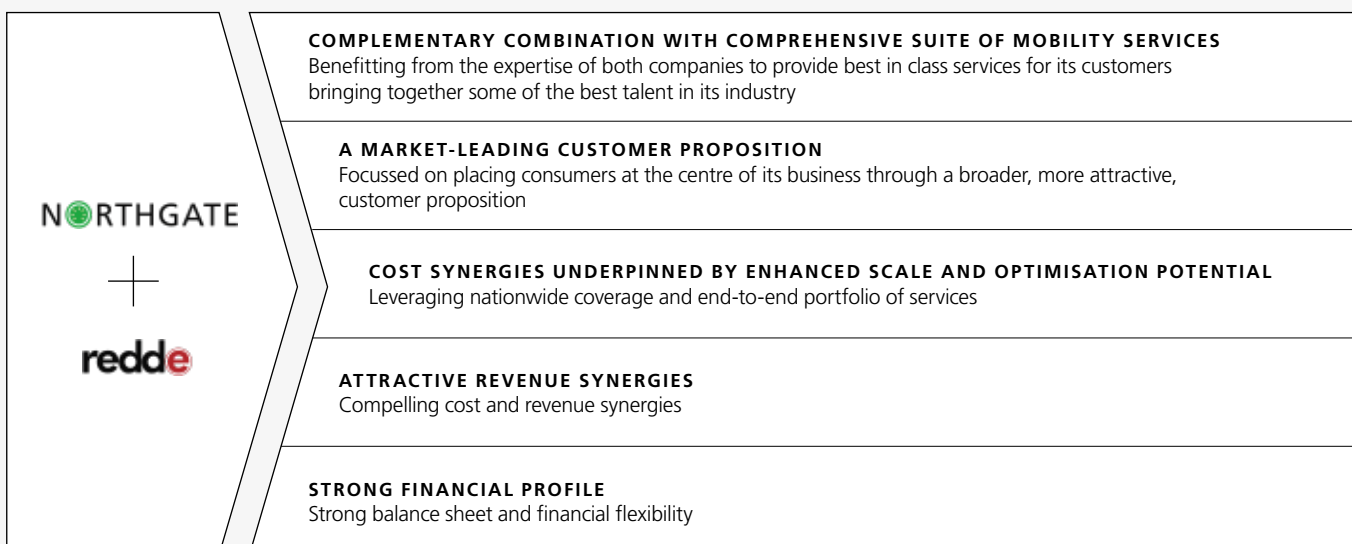 NORTHGATE
+
redde
COMPLEMENTARY COMBINATION WITH COMPREHENSIVE SUITE OF MOBILITY SERVICES
Benefitting from the expertise of both companies to provide best in class services for its customers
bringing together some of the best talent in its industry
A MARKET-LEADING CUSTOMER PROPOSITION
Focussed on placing consumers at the centre of its business through a broader, more attractive,
customer proposition
COST SYNERGIES UNDERPINNED BY ENHANCED SCALE AND OPTIMISATION POTENTIAL
Leveraging nationwide coverage and end-to-end portfolio of services
ATTRACTIVE REVENUE SYNERGIES
Compelling cost and revenue synergies
STRONG FINANCIAL PROFILE
Strong balance sheet and financial flexibility